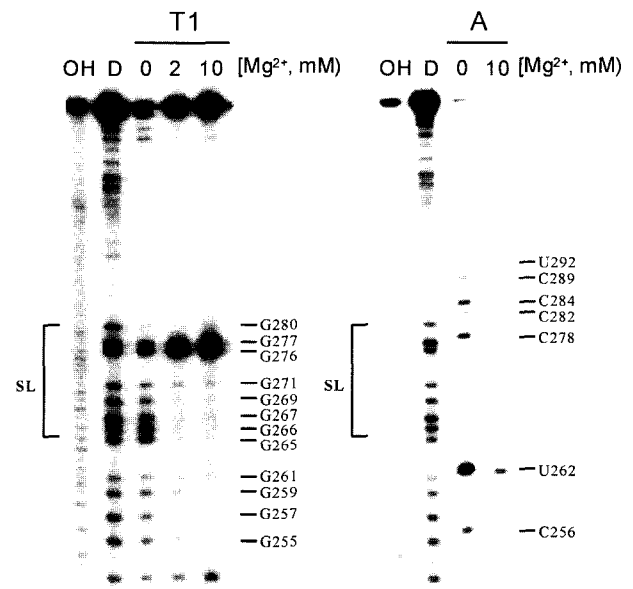 T1
OH D 0 2 10 [Mg²⁺, mM)
G280
G277
G276
SL
G271
G269
G267
G266
G265
G261
G259
G257
G255
A
OH D 0 10 [Mg²⁺, mM)
U292
C289
C284
C282
C278
SL
U262
C256